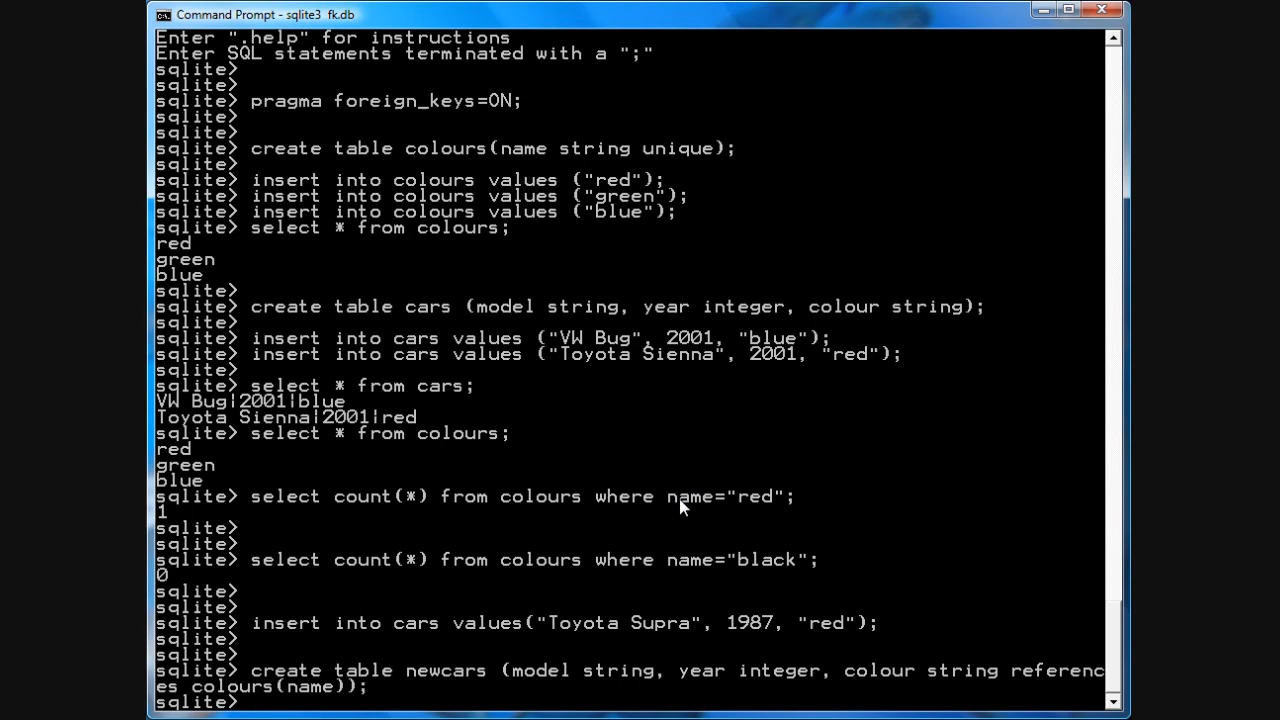 Command Prompt - sqlite3 fk.db
Enter ".help" for instructions
Enter SQL statements terminated with a ";"
sqlite>
sqlite>
sqlite> pragma foreign_keys=ON;
sqlite>
sqlite>
sqlite> create table colours(name string unique);
sqlite>
sqlite> insert into colours values ("red");
sqlite> insert into colours values ("green");
sqlite> insert into colours values ("blue");
sqlite> select * from colours;
red
green
blue
sqlite>
sqlite> create table cars (model string, year integer, colour string);
sqlite>
sqlite> insert into cars values ("VW Bug", 2001, "blue");
sqlite> insert into cars values ("Toyota Sienna", 2001, "red");
sqlite>
sqlite> select * from cars;
VW Bug|2001|blue
Toyota Sienna|2001|red
sqlite> select * from colours;
red
green
blue
sqlite> select count(*) from colours where name="red";
1
sqlite>
sqlite>
sqlite> select count(*) from colours where name="black";
0
sqlite>
sqlite>
sqlite> insert into cars values("Toyota Supra", 1987, "red");
sqlite>
sqlite>
sqlite> create table newcars (model string, year integer, colour string referenc
es colours(name));
sqlite>